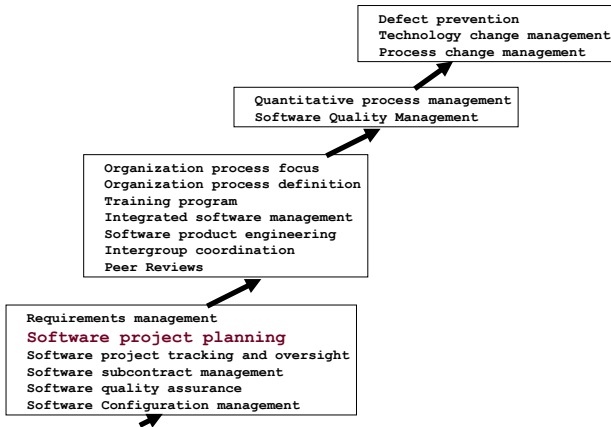 Defect prevention
Technology change management
Process change management
Quantitative process management
Software Quality Management
Organization process focus
Organization process definition
Training program
Integrated software management
Software product engineering
Intergroup coordination
Peer Reviews
Requirements management
Software project planning
Software project tracking and oversight
Software subcontract management
Software quality assurance
Software Configuration management